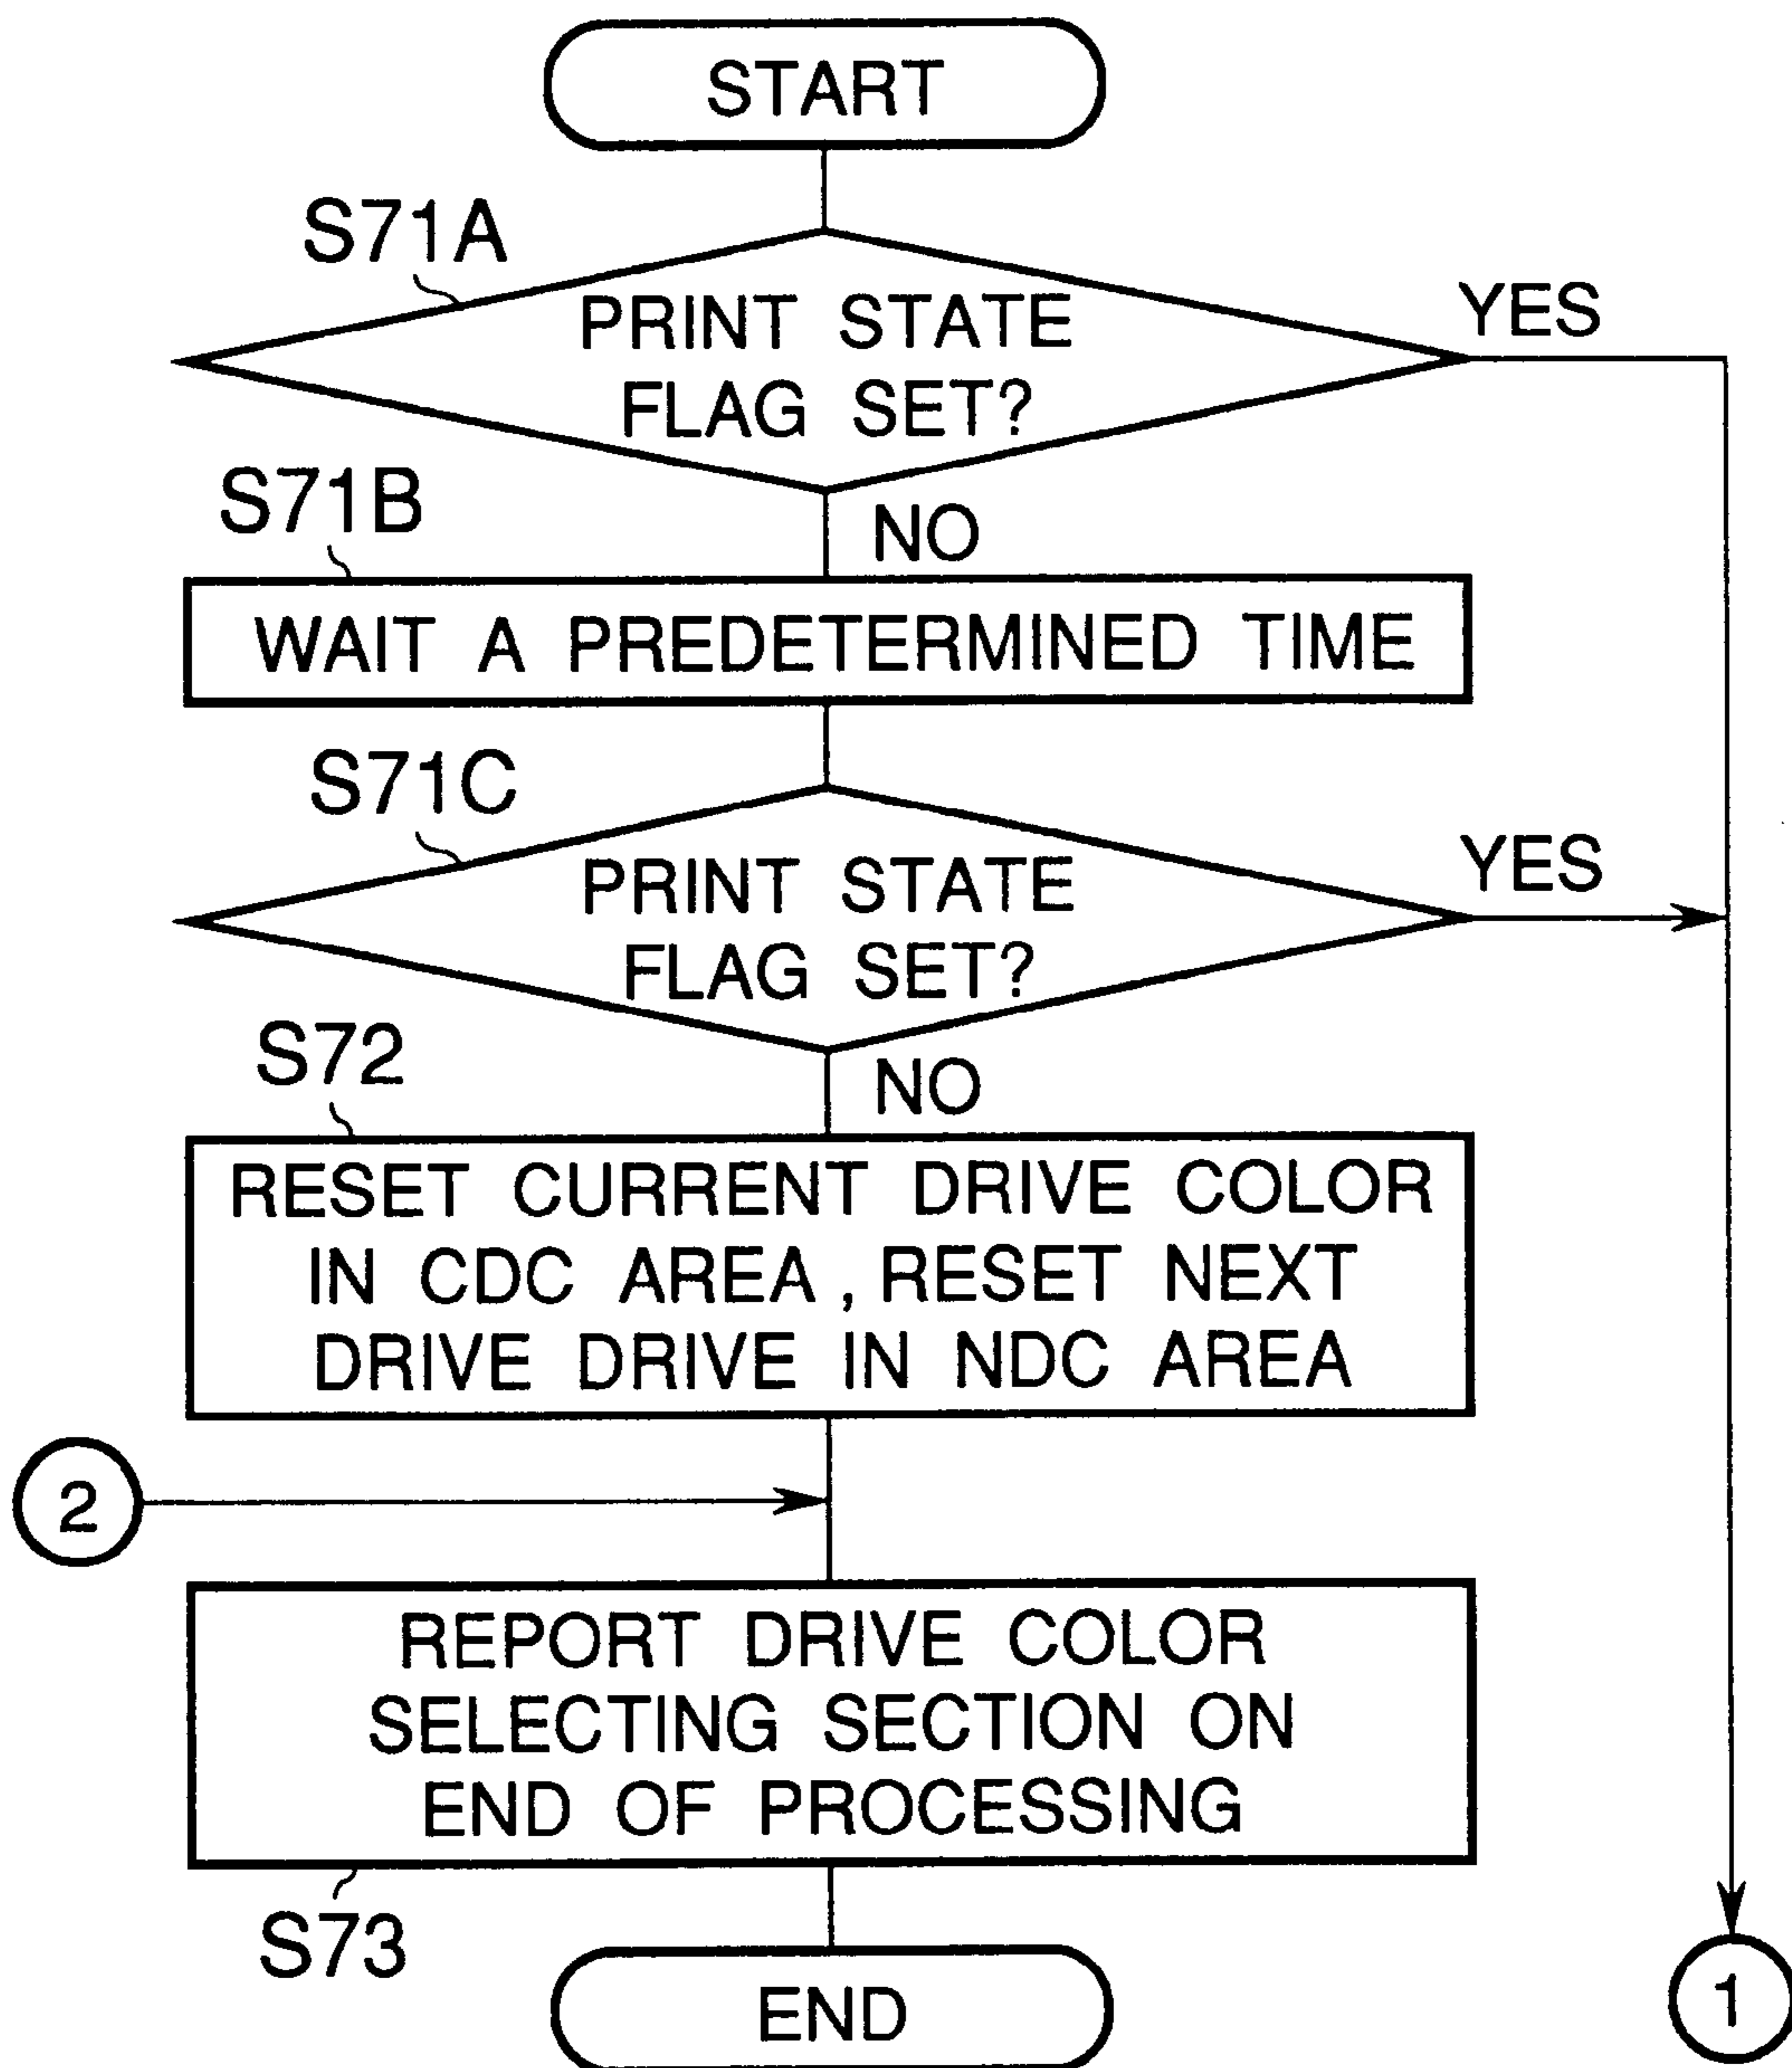 START
S71A
PRINT STATE
FLAG SET?
YES
S71B
NO
WAIT A PREDETERMINED TIME
S71C
PRINT STATE
FLAG SET?
YES
S72
NO
RESET CURRENT DRIVE COLOR
IN CDC AREA, RESET NEXT
DRIVE DRIVE IN NDC AREA
2
REPORT DRIVE COLOR
SELECTING SECTION ON
END OF PROCESSING
S73
END
1